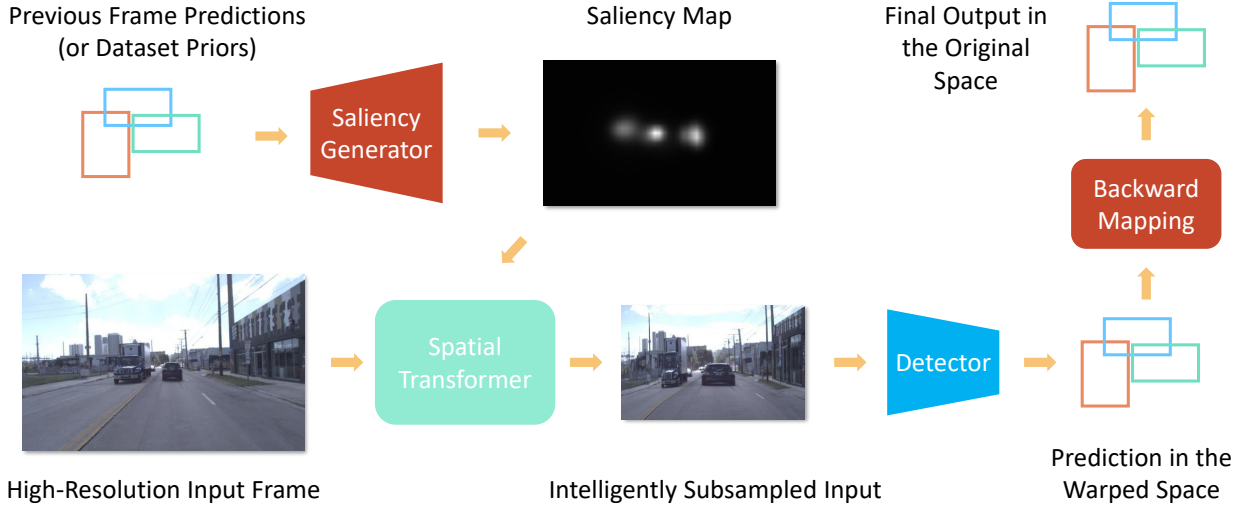 Previous Frame Predictions
(or Dataset Priors)
Saliency
Generator
Saliency Map
Final Output in
the Original
Space
Backward
Mapping
Spatial
Transformer
Detector
High-Resolution Input Frame
Intelligently Subsampled Input
Prediction in the
Warped Space